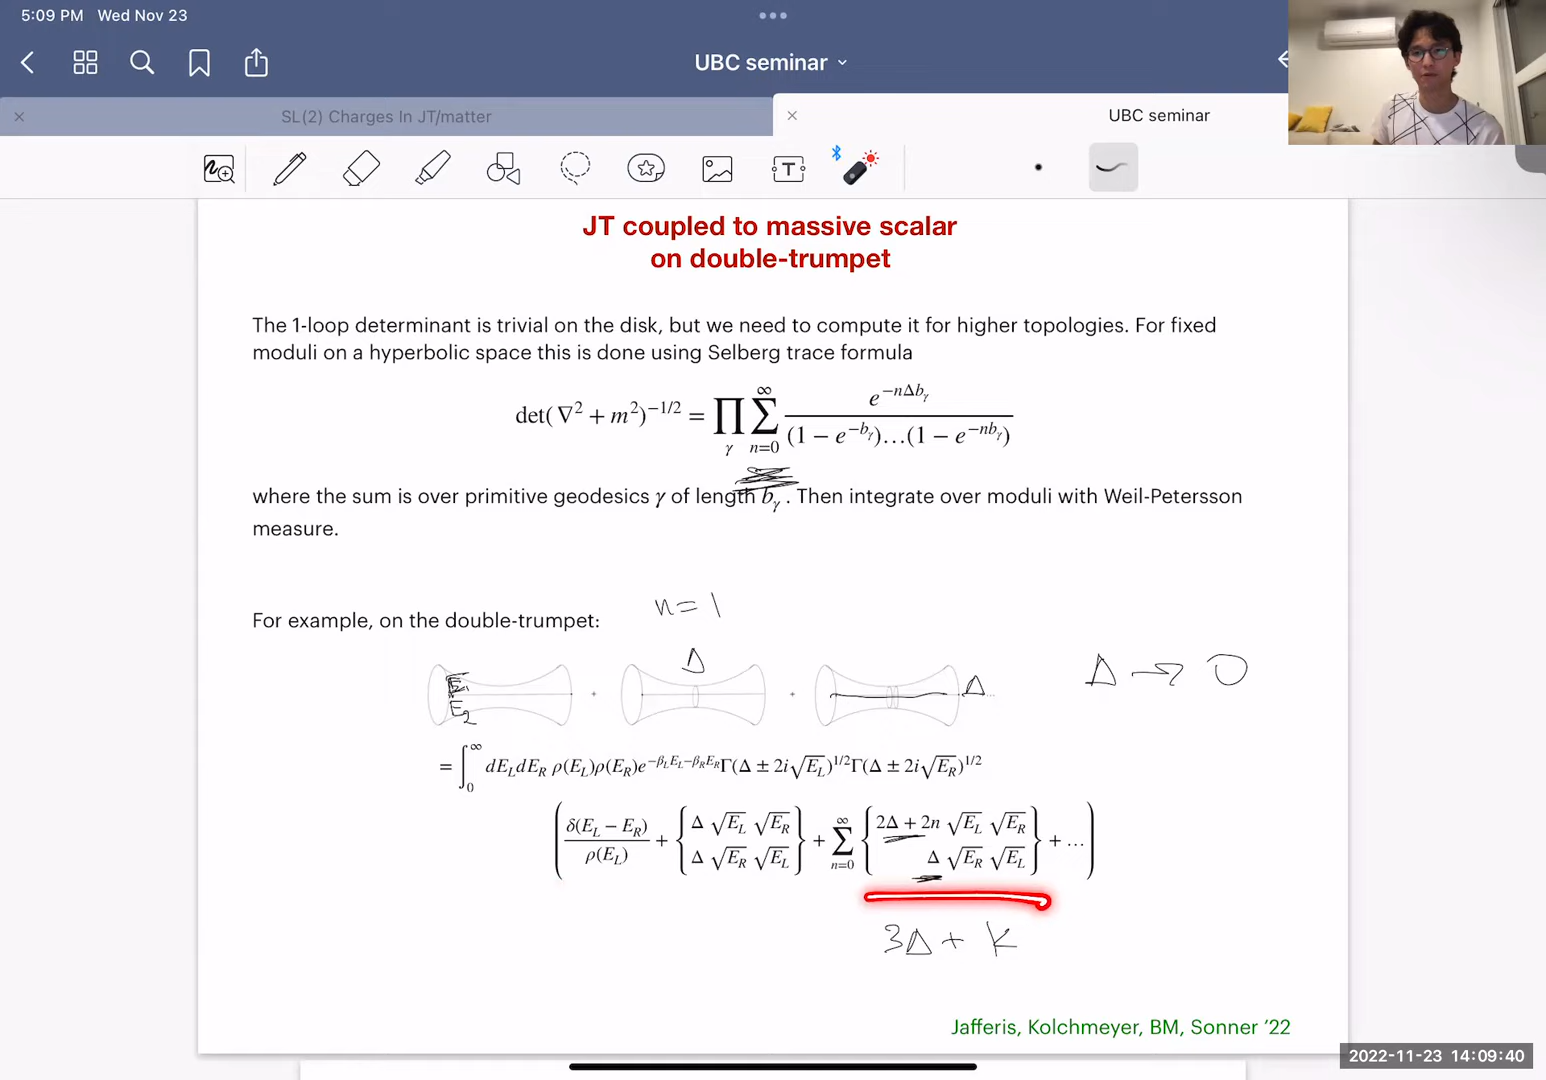 5:09 PM Wed Nov 23
UBC seminar
SL(2) Charges In JT/matter
UBC seminar
JT coupled to massive scalar
on double-trumpet
The 1-loop determinant is trivial on the disk, but we need to compute it for higher topologies. For fixed
moduli on a hyperbolic space this is done using Selberg trace formula
det(∇² + m²)^{-1/2} = ∏_γ ∑_{n=0}^∞ e^{-nΔb_γ} / (1 − e^{-b_γ})…(1 − e^{-nb_γ})
where the sum is over primitive geodesics γ of length b_γ. Then integrate over moduli with Weil-Petersson
measure.
n = 1
For example, on the double-trumpet:
E_1 E_2 + Δ + Δ ...
Δ → 0
= ∫_0^∞ dE_L dE_R ρ(E_L)ρ(E_R)e^{-β_L E_L − β_R E_R} Γ(Δ ± 2i√E_L)^{1/2} Γ(Δ ± 2i√E_R)^{1/2}
( δ(E_L − E_R) / ρ(E_L) + { Δ √E_L √E_R ; Δ √E_R √E_L } + ∑_{n=0}^∞ { 2Δ + 2n √E_L √E_R ; Δ √E_R √E_L } + … )
3Δ + k
Jafferis, Kolchmeyer, BM, Sonner ’22
2022-11-23 14:09:40